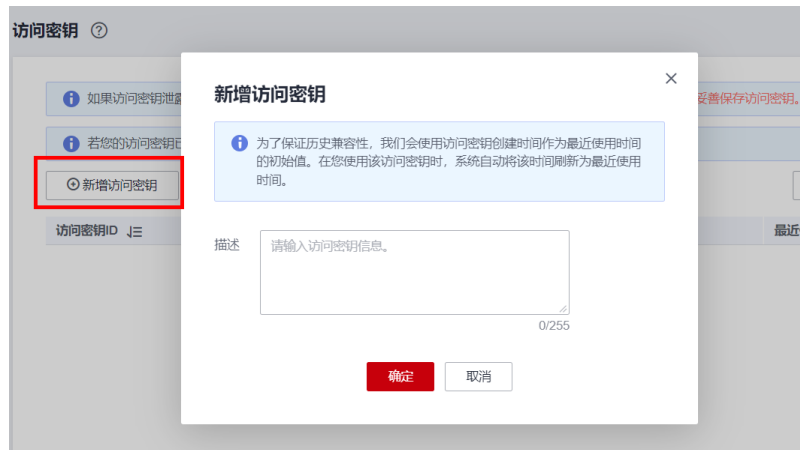 访问密钥 ?
新增访问密钥
如果访问密钥泄露
妥善保存访问密钥。
为了保证历史兼容性，我们会使用访问密钥创建时间作为最近使用时间
的初始值。在您使用该访问密钥时，系统自动将该时间刷新为最近使用
时间。
若您的访问密钥已
新增访问密钥
访问密钥ID
最近
描述
请输入访问密钥信息。
0/255
确定
取消